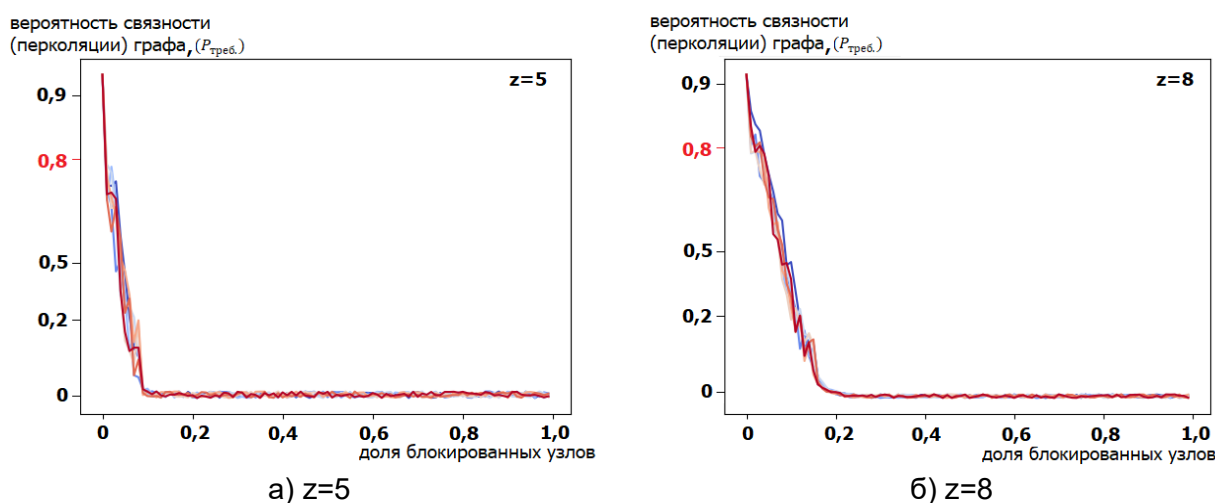 вероятность связности
(перколяции) графа, (Pтреб.)
z=5
0,9
0,8
0,5
0,2
0
0 0,2 0,4 0,6 0,8 1,0
доля блокированных узлов
а) z=5
вероятность связности
(перколяции) графа, (Pтреб.)
z=8
0,9
0,8
0,5
0,2
0
0 0,2 0,4 0,6 0,8 1,0
доля блокированных узлов
б) z=8